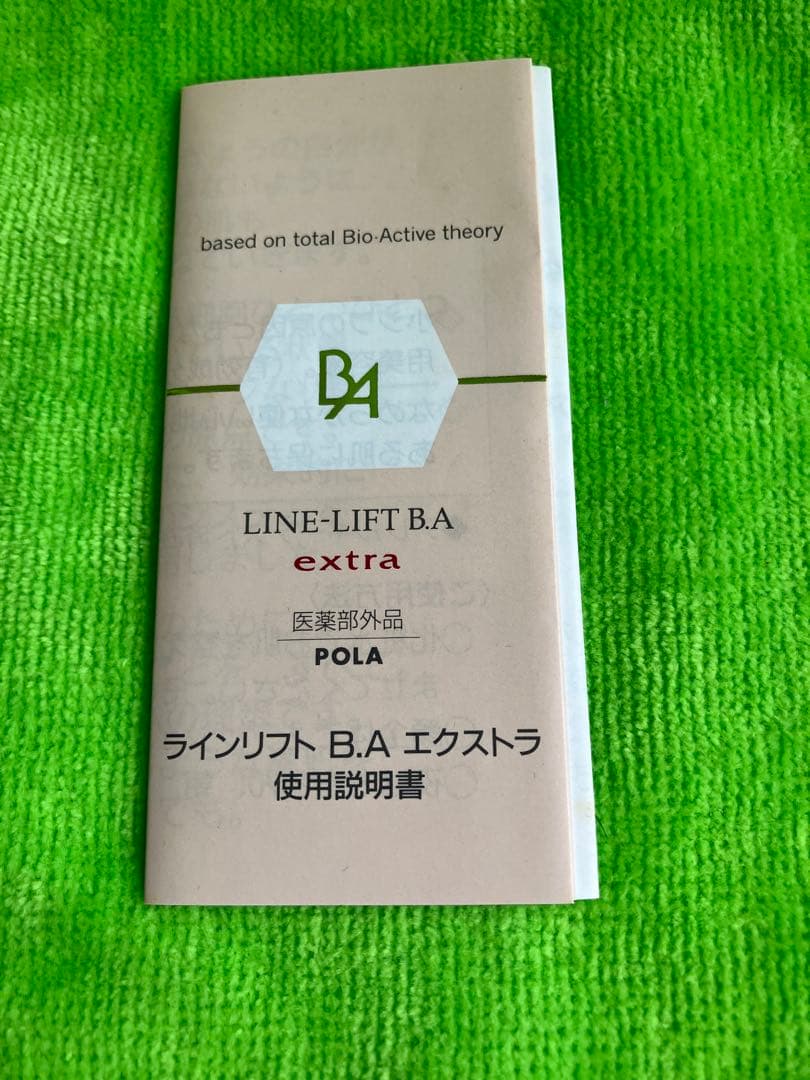 based on total Bio·Active theory
BA
LINE-LIFT B.A
extra
医薬部外品
POLA
ラインリフト B.A エクストラ
使用説明書